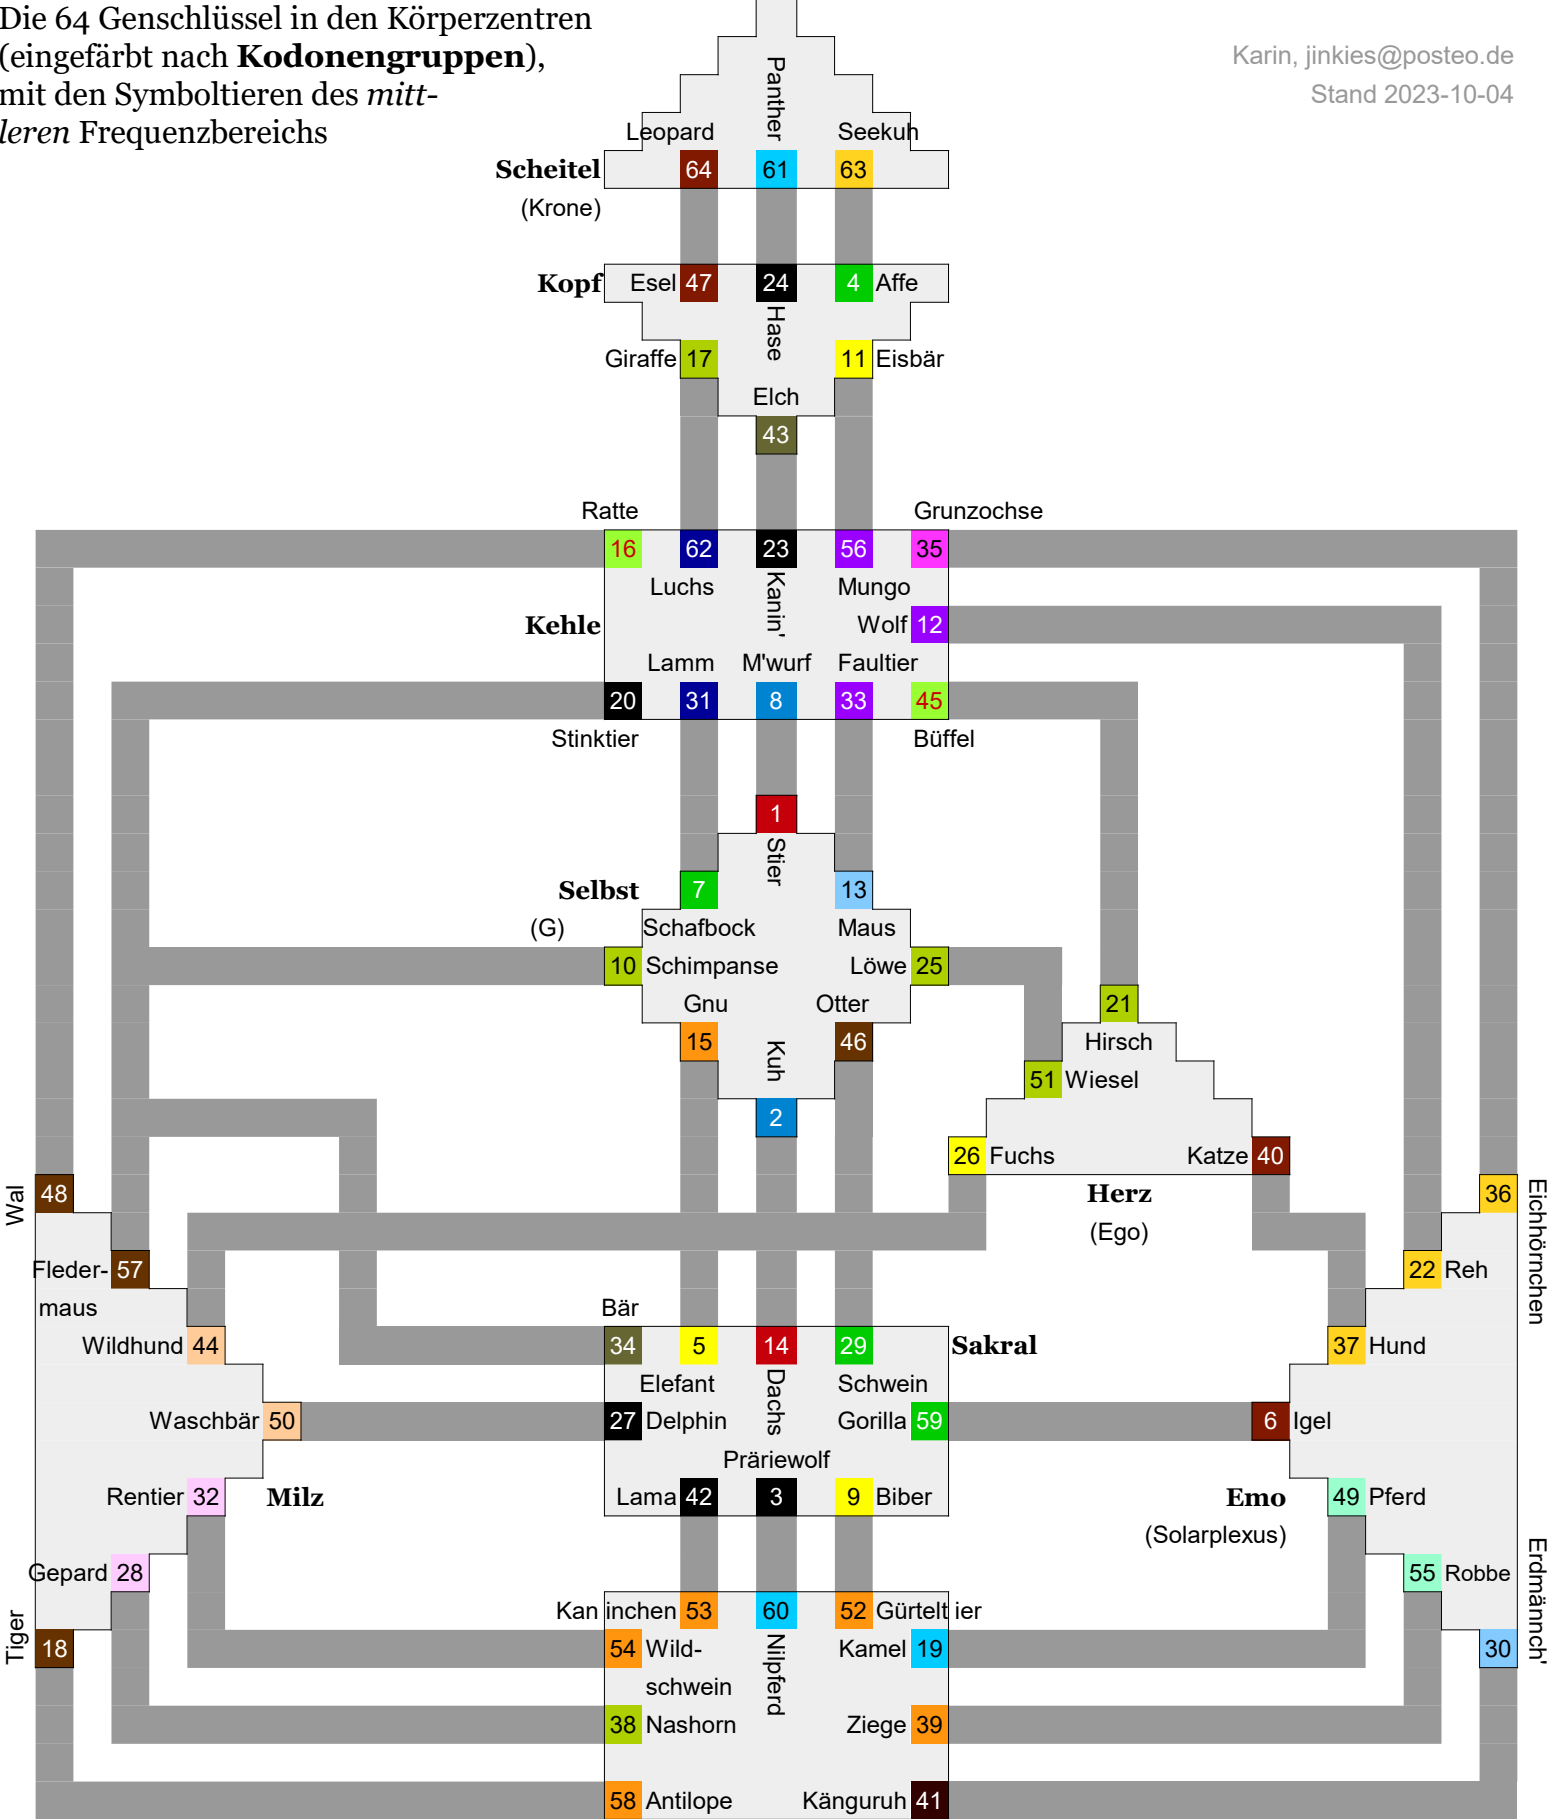 Die 64 Genschlüssel in den Körperzentren
(eingefärbt nach Kodonengruppen),
mit den Symboltieren des mitt-
leren Frequenzbereichs
Karin, jinkies@posteo.de
Stand 2023-10-04
Panther
Leopard Seekuh
Scheitel 64 61 63
(Krone)
Kopf Esel 47 24 4 Affe
Hase
Giraffe 17 11 Eisbär
Elch
43
Ratte Grunzochse
16 62 23 56 35
Luchs Kanin' Mungo
Kehle Wolf 12
Lamm M'wurf Faultier
20 31 8 33 45
Stinktier Büffel
1
Stier
Selbst 7 13
(G) Schafbock Maus
10 Schimpanse Löwe 25
Gnu Otter 21
15 Kuh 46 Hirsch
51 Wiesel
2
26 Fuchs Katze 40
Wal 48 Herz 36 Eichhörnchen
(Ego)
Fleder- 57 22 Reh
maus Bär
Wildhund 44 34 5 14 29 Sakral 37 Hund
Elefant Dachs Schwein
Waschbär 50 27 Delphin Gorilla 59 6 Igel
Präriewolf
Rentier 32 Milz Lama 42 3 9 Biber Emo 49 Pferd
(Solarplexus)
Gepard 28 55 Robbe
Kan inchen 53 60 52 Gürtelt ier
Tiger 18 54 Wild- Nilpferd Kamel 19 30 Erdmännch'
schwein
38 Nashorn Ziege 39
58 Antilope Känguruh 41